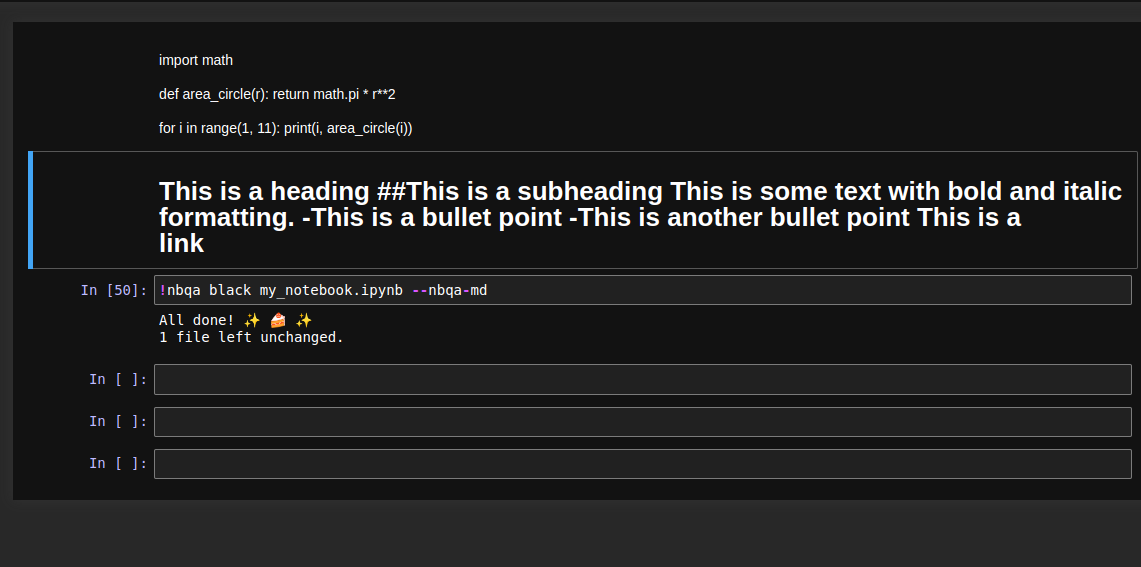 import math
def area_circle(r): return math.pi * r**2
for i in range(1, 11): print(i, area_circle(i))
This is a heading ##This is a subheading This is some text with bold and italic
formatting. -This is a bullet point -This is another bullet point This is a
link
In [50]: !nbqa black my_notebook.ipynb --nbqa-md
All done! ✨ 🍰 ✨
1 file left unchanged.
In [ ]:
In [ ]:
In [ ]: